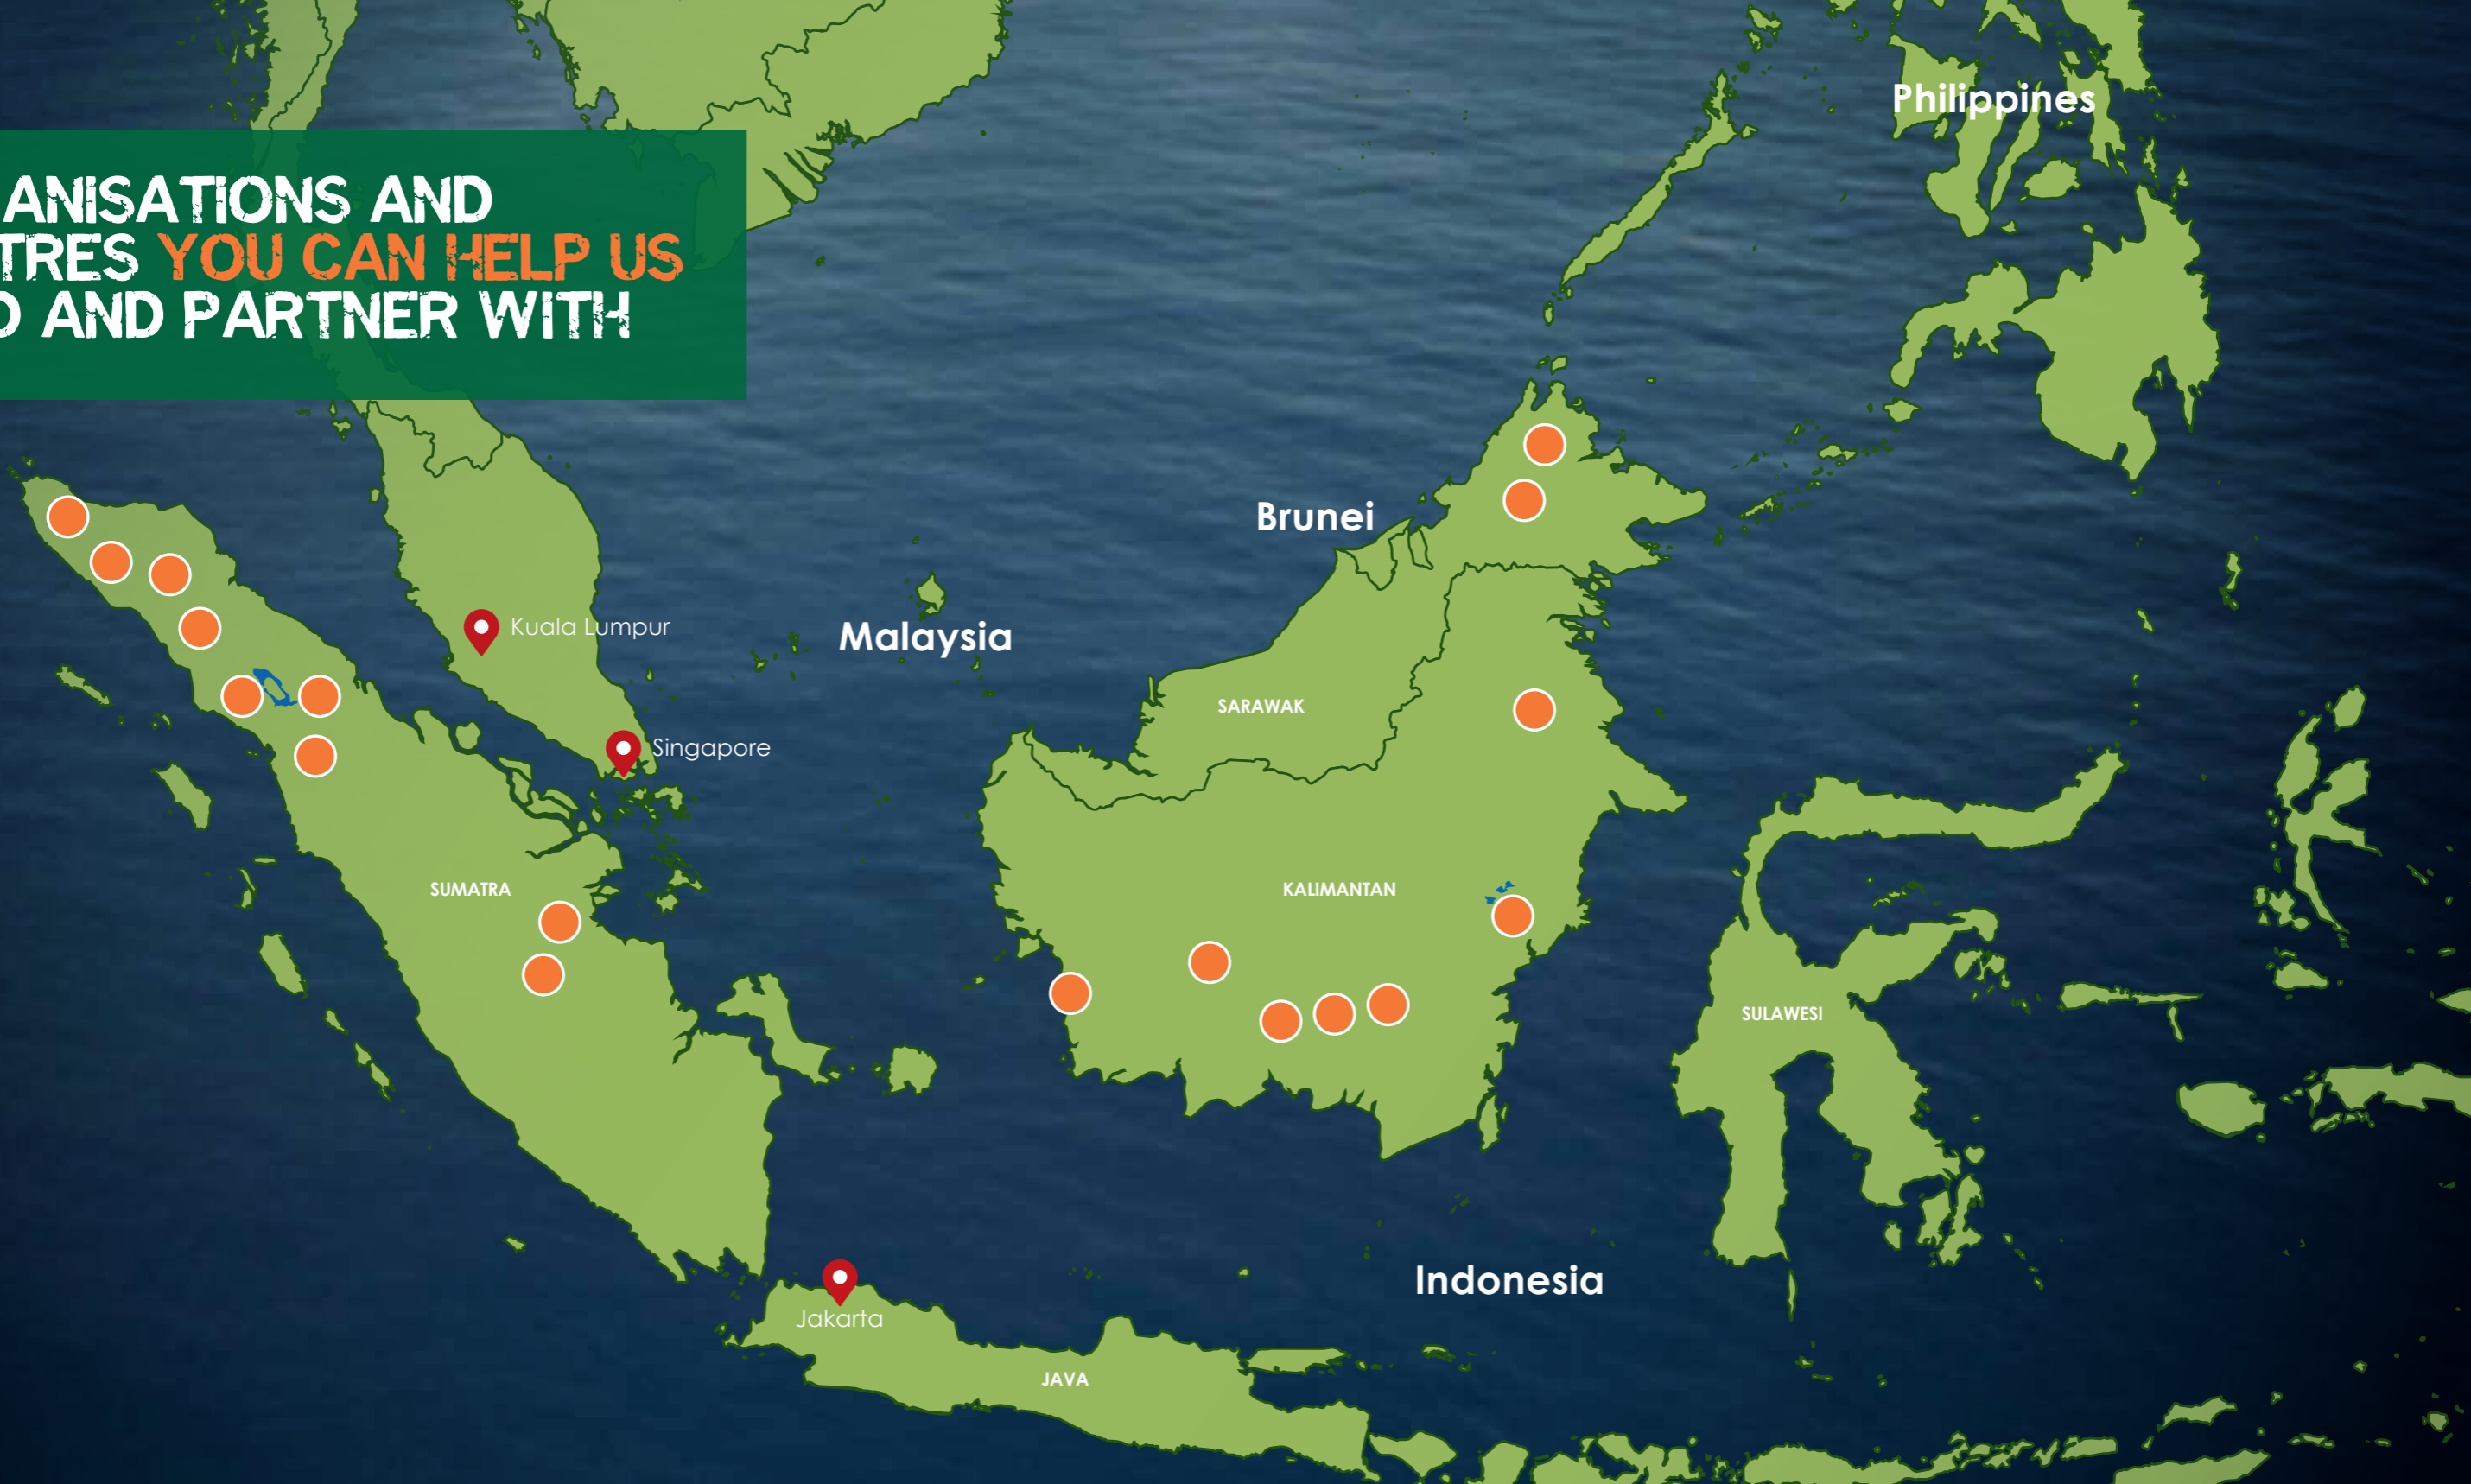 ANISATIONS AND
TRES YOU CAN HELP US
AND PARTNER WITH
Philippines
Brunei
Kuala Lumpur
Malaysia
SARAWAK
Singapore
SUMATRA
KALIMANTAN
SULAWESI
Indonesia
Jakarta
JAVA